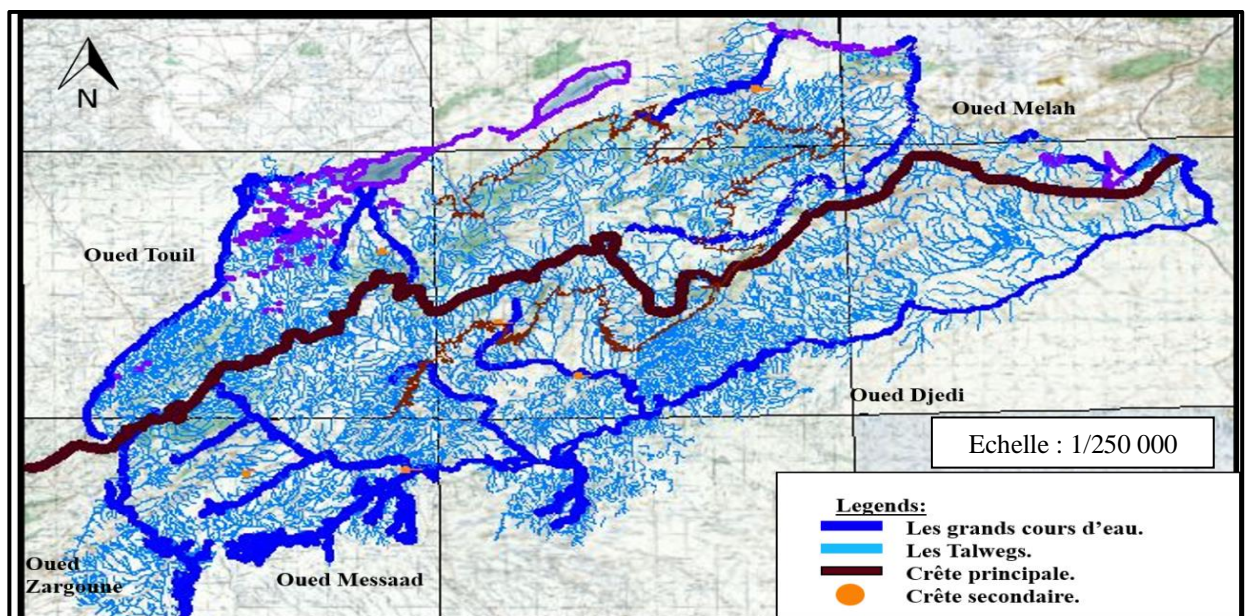 N
Oued Melah
Oued Touil
Oued Djedi
Echelle : 1/250 000
Legends:
Les grands cours d'eau.
Les Talwegs.
Crête principale.
Crête secondaire.
Oued
Zargoune
Oued Messaad